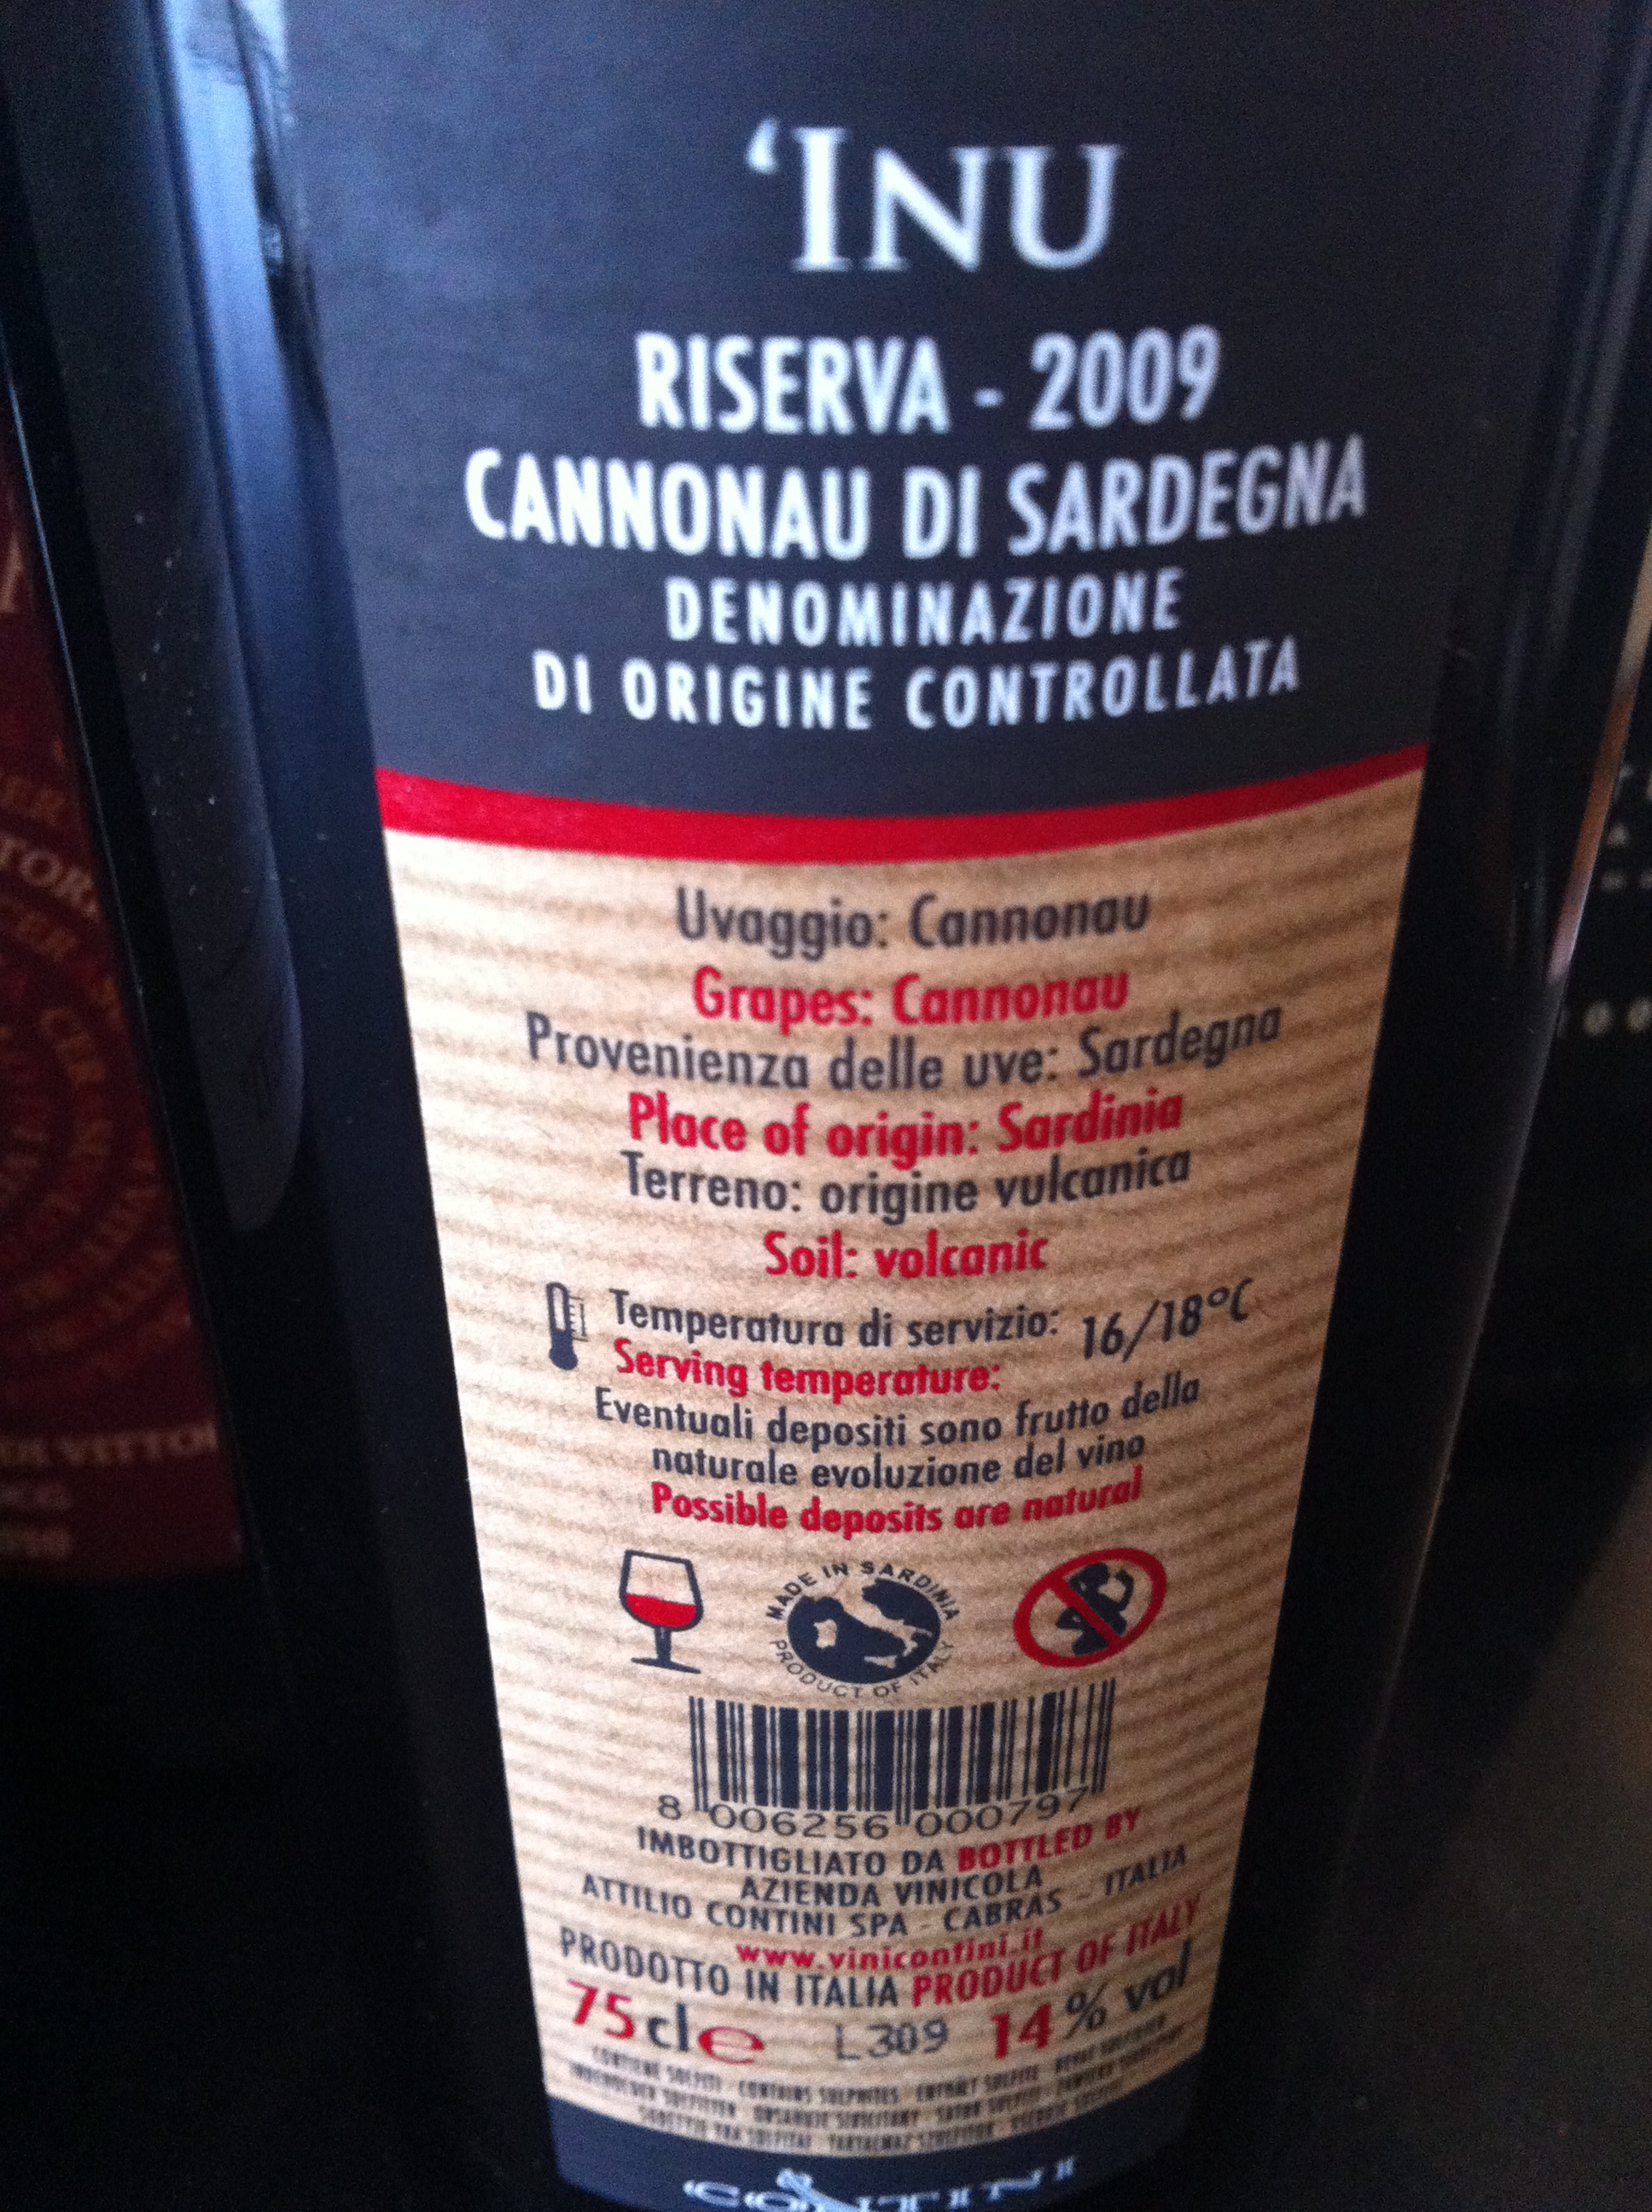 ‘INU
RISERVA - 2009
CANNONAU DI SARDEGNA
DENOMINAZIONE
DI ORIGINE CONTROLLATA
Uvaggio: Cannonau
Grapes: Cannonau
Provenienza delle uve: Sardegna
Place of origin: Sardinia
Terreno: origine vulcanica
Soil: volcanic
Temperatura di servizio: 16/18°C
Serving temperature:
Eventuali depositi sono frutto della
naturale evoluzione del vino
Possible deposits are natural
MADE IN SARDINIA
PRODUCT OF ITALY
8 006256 000797
IMBOTTIGLIATO DA BOTTLED BY
AZIENDA VINICOLA
ATTILIO CONTINI SPA - CABRAS - ITALIA
www.vinicontini.it
PRODOTTO IN ITALIA PRODUCT OF ITALY
75cle L309 14% vol
CONTIENE SOLFITI - CONTAINS SULPHITES - ENTHÄLT SULFITE
CONTINI